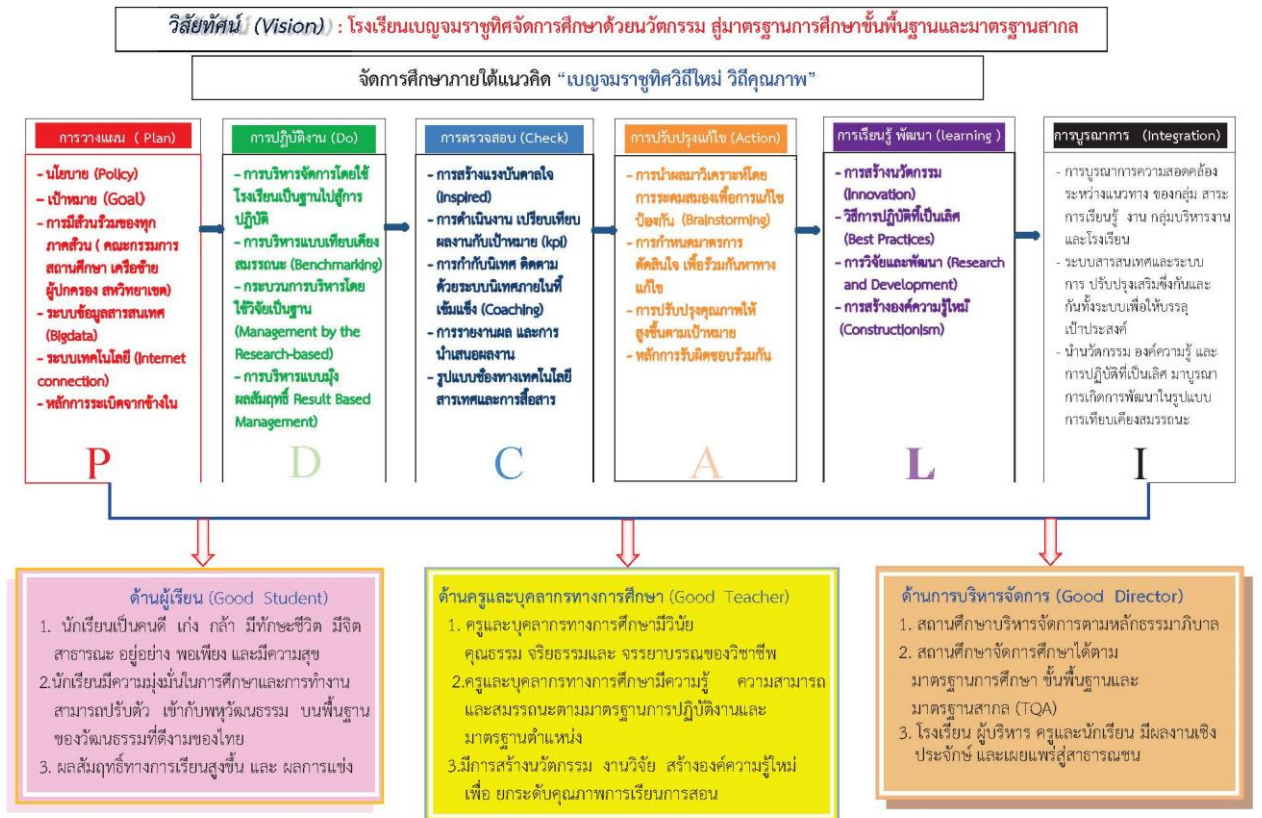 วิสัยทัศน์ (Vision) : โรงเรียนเบญจมราชูทิศจัดการศึกษาด้วยนวัตกรรม สู่มาตรฐานการศึกษาขั้นพื้นฐานและมาตรฐานสากล
จัดการศึกษาภายใต้แนวคิด “เบญจมราชูทิศวิถีใหม่ วิถีคุณภาพ”
การวางแผน ( Plan)
- นโยบาย (Policy)
- เป้าหมาย (Goal)
- การมีส่วนร่วมของทุก
ภาคส่วน ( คณะกรรมการ
สถานศึกษา เครือข่าย
ผู้ปกครอง สหวิทยาเขต)
- ระบบข้อมูลสารสนเทศ
(Bigdata)
- ระบบเทคโนโลยี (Internet
connection)
- หลักการระเบิดจากข้างใน
P
การปฏิบัติงาน (Do)
- การบริหารจัดการโดยใช้
โรงเรียนเป็นฐานไปสู่การ
ปฏิบัติ
- การบริหารแบบเทียบเคียง
สมรรถนะ (Benchmarking)
- กระบวนการบริหารโดย
ใช้วิจัยเป็นฐาน
(Management by the
Research-based)
- การบริหารแบบมุ่ง
ผลสัมฤทธิ์ Result Based
Management)
D
การตรวจสอบ (Check)
- การสร้างแรงบันดาลใจ
(Inspired)
- การดำเนินงาน เปรียบเทียบ
ผลงานกับเป้าหมาย (kpi)
- การกำกับนิเทศ ติดตาม
ด้วยระบบนิเทศภายในที่
เข้มแข็ง (Coaching)
- การรายงานผล และการ
นำเสนอผลงาน
- รูปแบบช่องทางเทคโนโลยี
สารเทศและการสื่อสาร
C
การปรับปรุงแก้ไข (Action)
- การนำผลมาวิเคราะห์โดย
การระดมสมองเพื่อการแก้ไข
ป้องกัน (Brainstorming)
- การกำหนดมาตรการ
ตัดสินใจ เพื่อร่วมกันหาทาง
แก้ไข
- การปรับปรุงคุณภาพให้
สูงขึ้นตามเป้าหมาย
- หลักการรับผิดชอบร่วมกัน
A
การเรียนรู้ พัฒนา (learning )
- การสร้างนวัตกรรม
(Innovation)
- วิธีการปฏิบัติที่เป็นเลิศ
(Best Practices)
- การวิจัยและพัฒนา (Research
and Development)
- การสร้างองค์ความรู้ใหม่
(Constructionism)
L
การบูรณาการ (Integration)
- การบูรณาการความสอดคล้อง
ระหว่างแนวทาง ของกลุ่ม สาระ
การเรียนรู้ งาน กลุ่มบริหารงาน
และโรงเรียน
- ระบบสารสนเทศและระบบ
การ ปรับปรุงเสริมซึ่งกันและ
กันทั้งระบบเพื่อให้บรรลุ
เป้าประสงค์
- นำนวัตกรรม องค์ความรู้ และ
การปฏิบัติที่เป็นเลิศ มาบูรณา
การเกิดการพัฒนาในรูปแบบ
การเทียบเคียงสมรรถนะ
I
ด้านผู้เรียน (Good Student)
1. นักเรียนเป็นคนดี เก่ง กล้า มีทักษะชีวิต มีจิต
สาธารณะ อยู่อย่าง พอเพียง และมีความสุข
2.นักเรียนมีความมุ่งมั่นในการศึกษาและการทำงาน
สามารถปรับตัว เข้ากับพหุวัฒนธรรม บนพื้นฐาน
ของวัฒนธรรมที่ดีงามของไทย
3. ผลสัมฤทธิ์ทางการเรียนสูงขึ้น และ ผลการแข่ง
ด้านครูและบุคลากรทางการศึกษา (Good Teacher)
1. ครูและบุคลากรทางการศึกษามีวินัย
คุณธรรม จริยธรรมและ จรรยาบรรณของวิชาชีพ
2.ครูและบุคลากรทางการศึกษามีความรู้ ความสามารถ
และสมรรถนะตามมาตรฐานการปฏิบัติงานและ
มาตรฐานตำแหน่ง
3.มีการสร้างนวัตกรรม งานวิจัย สร้างองค์ความรู้ใหม่
เพื่อ ยกระดับคุณภาพการเรียนการสอน
ด้านการบริหารจัดการ (Good Director)
1. สถานศึกษาบริหารจัดการตามหลักธรรมาภิบาล
2. สถานศึกษาจัดการศึกษาได้ตาม
มาตรฐานการศึกษา ขั้นพื้นฐานและ
มาตรฐานสากล (TQA)
3. โรงเรียน ผู้บริหาร ครูและนักเรียน มีผลงานเชิง
ประจักษ์ และเผยแพร่สู่สาธารณชน